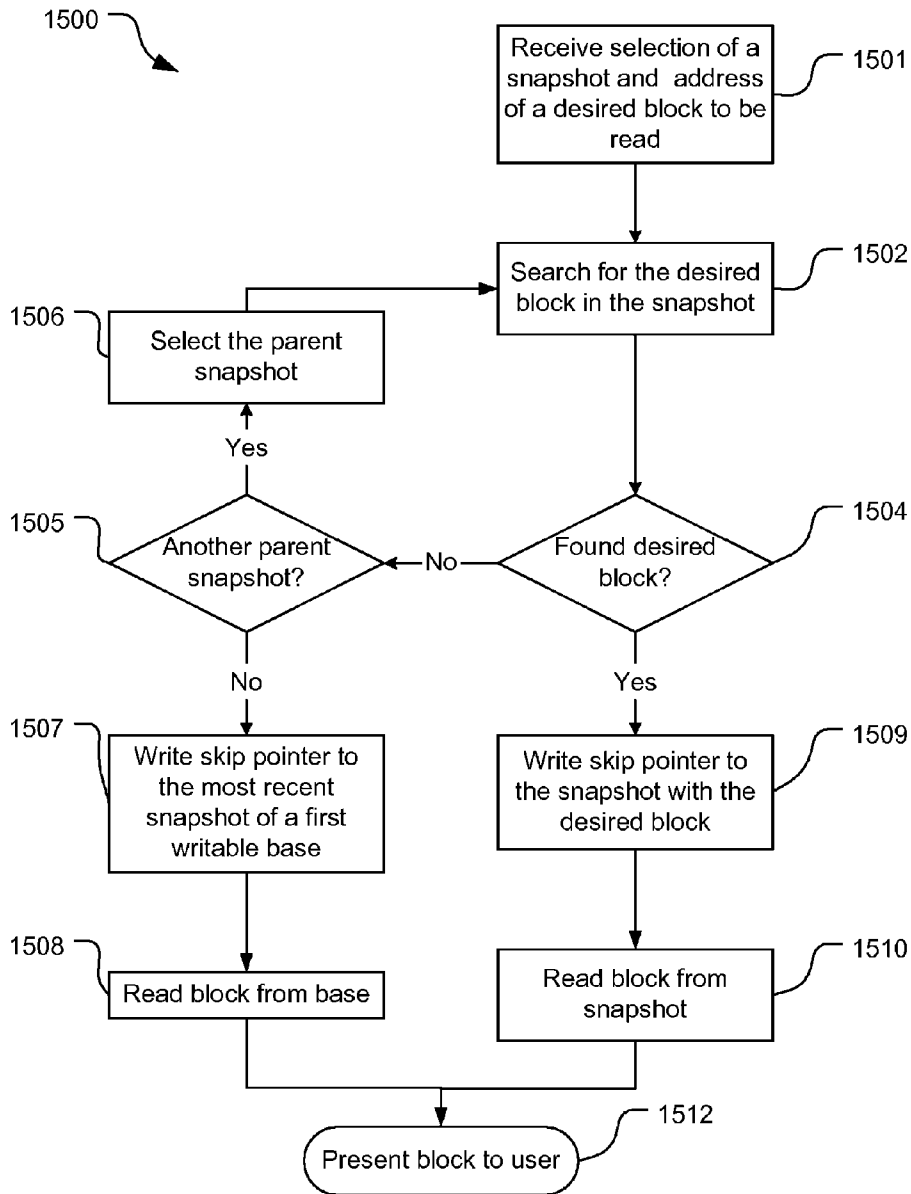 1500
Receive selection of a
snapshot and address
of a desired block to be
read
1501
Search for the desired
block in the snapshot
1502
1506
Select the parent
snapshot
Yes
1505
Another parent
snapshot?
No
Found desired
block?
1504
No
Yes
1507
Write skip pointer to
the most recent
snapshot of a first
writable base
Write skip pointer to
the snapshot with the
desired block
1509
1508
Read block from base
Read block from
snapshot
1510
Present block to user
1512